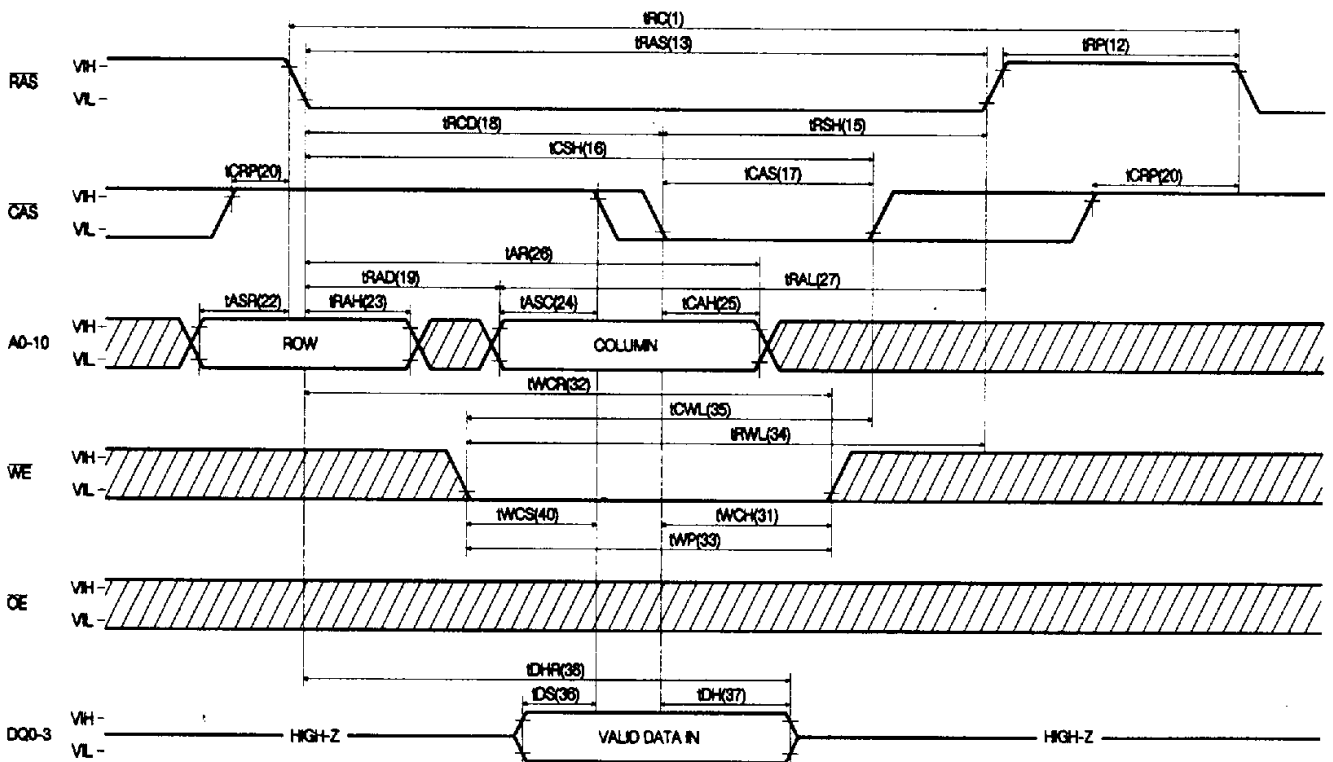 tRC(1)
tRAS(13)
tRP(12)
RAS
VIH
VIL
tRCD(18)
tRSH(15)
tCSH(16)
tCRP(20)
tCAS(17)
tCRP(20)
CAS
VIH
VIL
tAR(26)
tRAD(19)
tRAL(27)
tASR(22)
tRAH(23)
tASC(24)
tCAH(25)
A0-10
VIH
VIL
ROW
COLUMN
tWCR(32)
tCWL(35)
tRWL(34)
WE
VIH
VIL
tWCS(40)
tWCH(31)
tWP(33)
OE
VIH
VIL
tDHR(38)
tDS(36)
tDH(37)
DQ0-3
VIH
VIL
HIGH-Z
VALID DATA IN
HIGH-Z